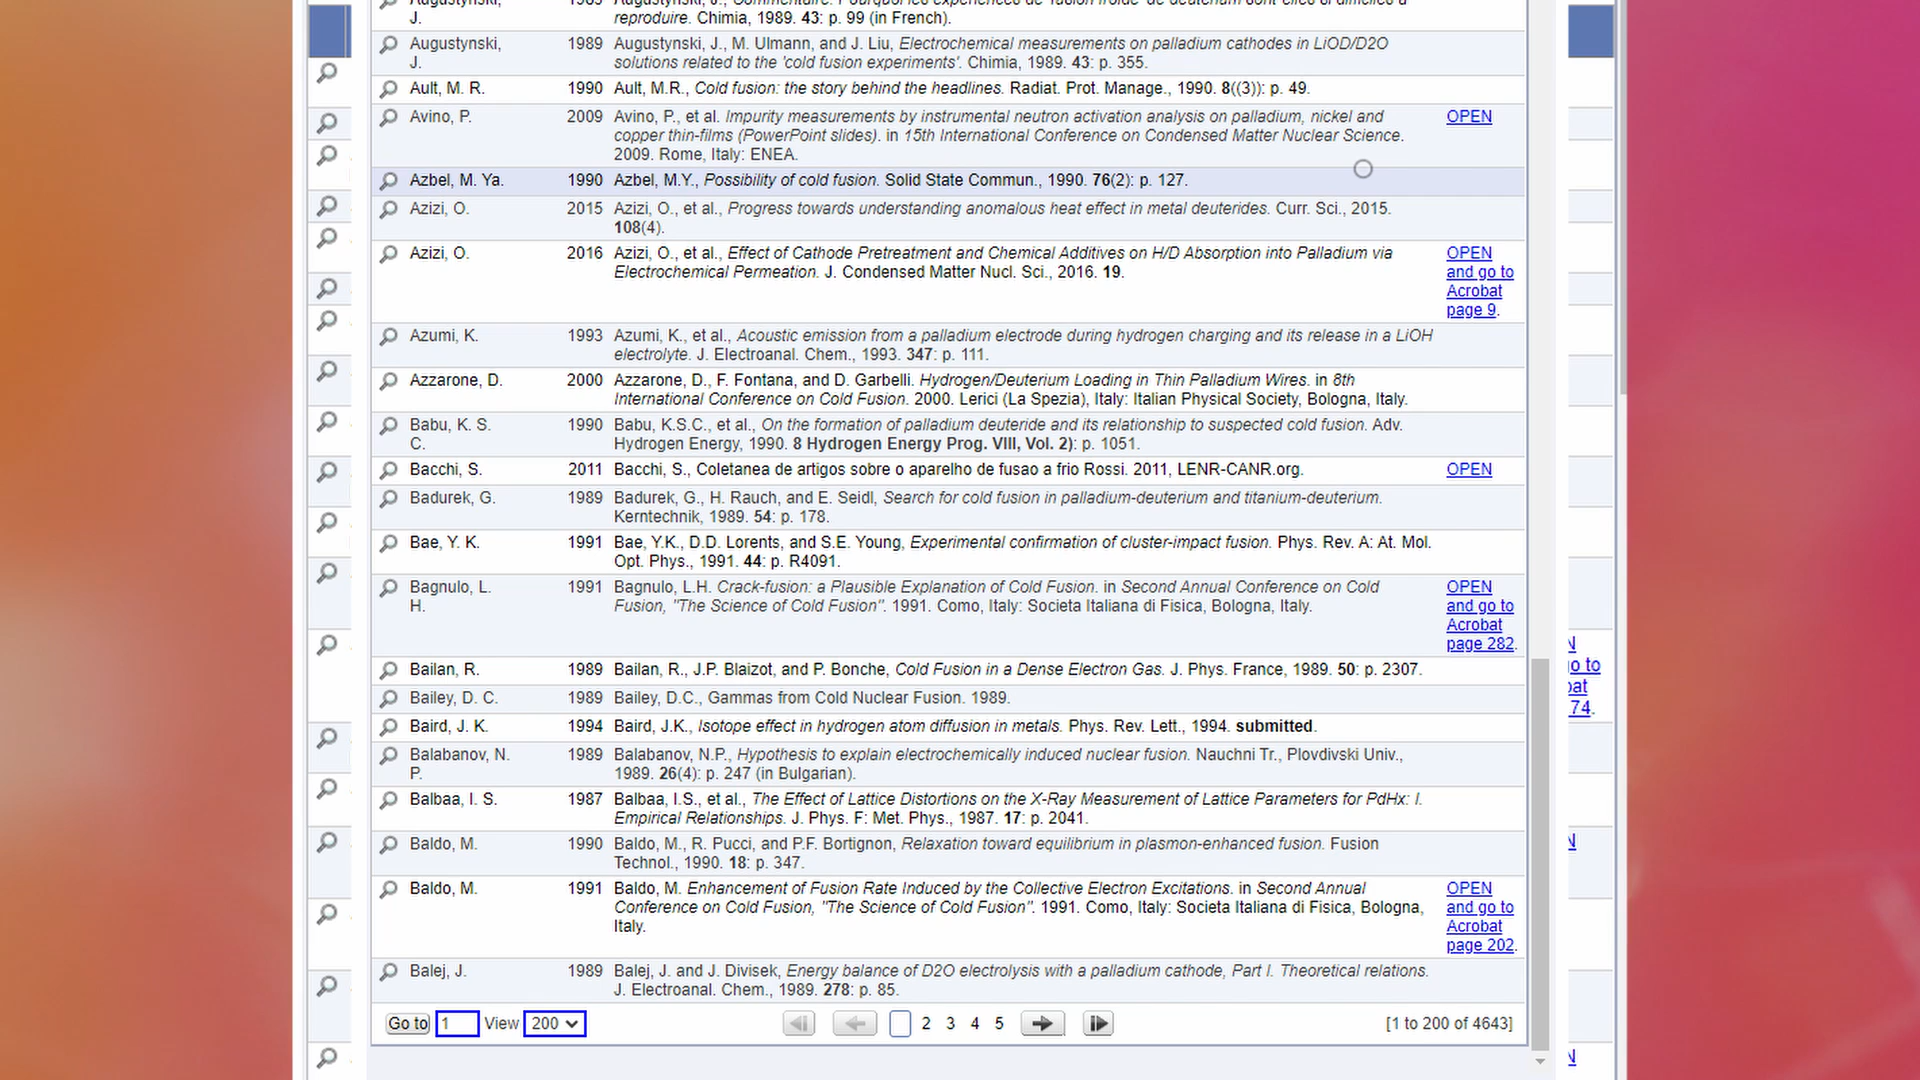 Augustynski, J., Commentaire: Pourquoi les expériences de 'fusion froide' de deuterium sont-elles si difficiles a
J.
reproduire. Chimia, 1989. 43: p. 99 (in French).
Augustynski, J. 1989 Augustynski, J., M. Ulmann, and J. Liu, Electrochemical measurements on palladium cathodes in LiOD/D2O
solutions related to the 'cold fusion experiments'. Chimia, 1989. 43: p. 355.
Ault, M. R. 1990 Ault, M.R., Cold fusion: the story behind the headlines. Radiat. Prot. Manage., 1990. 8((3)): p. 49.
Avino, P. 2009 Avino, P., et al. Impurity measurements by instrumental neutron activation analysis on palladium, nickel and OPEN
copper thin-films (PowerPoint slides). in 15th International Conference on Condensed Matter Nuclear Science.
2009. Rome, Italy: ENEA.
Azbel, M. Ya. 1990 Azbel, M.Y., Possibility of cold fusion. Solid State Commun., 1990. 76(2): p. 127.
Azizi, O. 2015 Azizi, O., et al., Progress towards understanding anomalous heat effect in metal deuterides. Curr. Sci., 2015.
108(4).
Azizi, O. 2016 Azizi, O., et al., Effect of Cathode Pretreatment and Chemical Additives on H/D Absorption into Palladium via OPEN
Electrochemical Permeation. J. Condensed Matter Nucl. Sci., 2016. 19. and go to
Acrobat
page 9.
Azumi, K. 1993 Azumi, K., et al., Acoustic emission from a palladium electrode during hydrogen charging and its release in a LiOH
electrolyte. J. Electroanal. Chem., 1993. 347: p. 111.
Azzarone, D. 2000 Azzarone, D., F. Fontana, and D. Garbelli. Hydrogen/Deuterium Loading in Thin Palladium Wires. in 8th
International Conference on Cold Fusion. 2000. Lerici (La Spezia), Italy: Italian Physical Society, Bologna, Italy.
Babu, K. S. 1990 Babu, K.S.C., et al., On the formation of palladium deuteride and its relationship to suspected cold fusion. Adv.
C. Hydrogen Energy, 1990. 8 Hydrogen Energy Prog. VIII, Vol. 2): p. 1051.
Bacchi, S. 2011 Bacchi, S., Coletanea de artigos sobre o aparelho de fusao a frio Rossi. 2011, LENR-CANR.org. OPEN
Badurek, G. 1989 Badurek, G., H. Rauch, and E. Seidl, Search for cold fusion in palladium-deuterium and titanium-deuterium.
Kerntechnik, 1989. 54: p. 178.
Bae, Y. K. 1991 Bae, Y.K., D.D. Lorents, and S.E. Young, Experimental confirmation of cluster-impact fusion. Phys. Rev. A: At. Mol.
Opt. Phys., 1991. 44: p. R4091.
Bagnulo, L. 1991 Bagnulo, L.H. Crack-fusion: a Plausible Explanation of Cold Fusion. in Second Annual Conference on Cold OPEN
H. Fusion, "The Science of Cold Fusion". 1991. Como, Italy: Societa Italiana di Fisica, Bologna, Italy. and go to
Acrobat
page 282.
Bailan, R. 1989 Bailan, R., J.P. Blaizot, and P. Bonche, Cold Fusion in a Dense Electron Gas. J. Phys. France, 1989. 50: p. 2307.
Bailey, D. C. 1989 Bailey, D.C., Gammas from Cold Nuclear Fusion. 1989.
Baird, J. K. 1994 Baird, J.K., Isotope effect in hydrogen atom diffusion in metals. Phys. Rev. Lett., 1994. submitted.
Balabanov, N. 1989 Balabanov, N.P., Hypothesis to explain electrochemically induced nuclear fusion. Nauchni Tr., Plovdivski Univ.,
P. 1989. 26(4): p. 247 (in Bulgarian).
Balbaa, I. S. 1987 Balbaa, I.S., et al., The Effect of Lattice Distortions on the X-Ray Measurement of Lattice Parameters for PdHx: I.
Empirical Relationships. J. Phys. F: Met. Phys., 1987. 17: p. 2041.
Baldo, M. 1990 Baldo, M., R. Pucci, and P.F. Bortignon, Relaxation toward equilibrium in plasmon-enhanced fusion. Fusion
Technol., 1990. 18: p. 347.
Baldo, M. 1991 Baldo, M. Enhancement of Fusion Rate Induced by the Collective Electron Excitations. in Second Annual OPEN
Conference on Cold Fusion, "The Science of Cold Fusion". 1991. Como, Italy: Societa Italiana di Fisica, Bologna, and go to
Italy. Acrobat
page 202.
Balej, J. 1989 Balej, J. and J. Divisek, Energy balance of D2O electrolysis with a palladium cathode, Part I. Theoretical relations.
J. Electroanal. Chem., 1989. 278: p. 85.
Go to 1 View 200 2 3 4 5 [1 to 200 of 4643]
N
go to
bat
74.
N
N